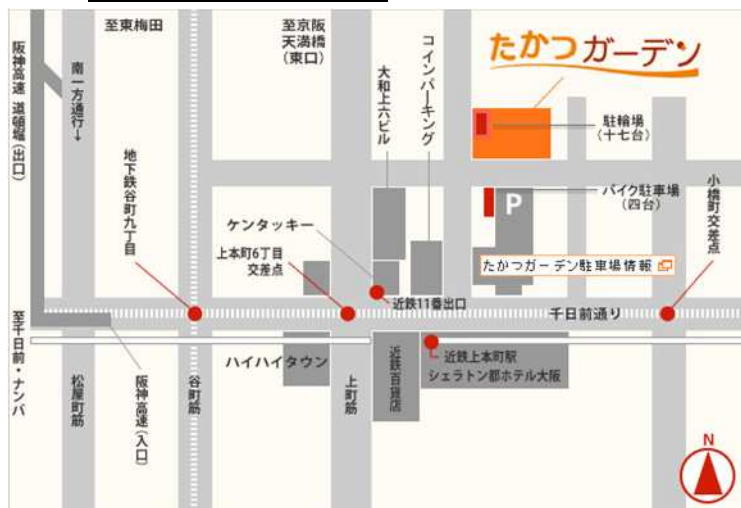 至東梅田
至京阪
天満橋
(東口)
阪神高速 道頓堀(出口)
南一方通行→
大和上六ビル
コインパーキング
たかつガーデン
駐輪場
(十七台)
バイク駐車場
(四台)
P
小橋町交差点
地下鉄谷町九丁目
ケンタッキー
上本町6丁目
交差点
たかつガーデン駐車場情報
近鉄11番出口
千日前通り
至千日前・ナンバ
松屋町筋
阪神高速(入口)
谷町筋
ハイハイタウン
上町筋
近鉄百貨店
近鉄上本町駅
シェラトン都ホテル大阪
N